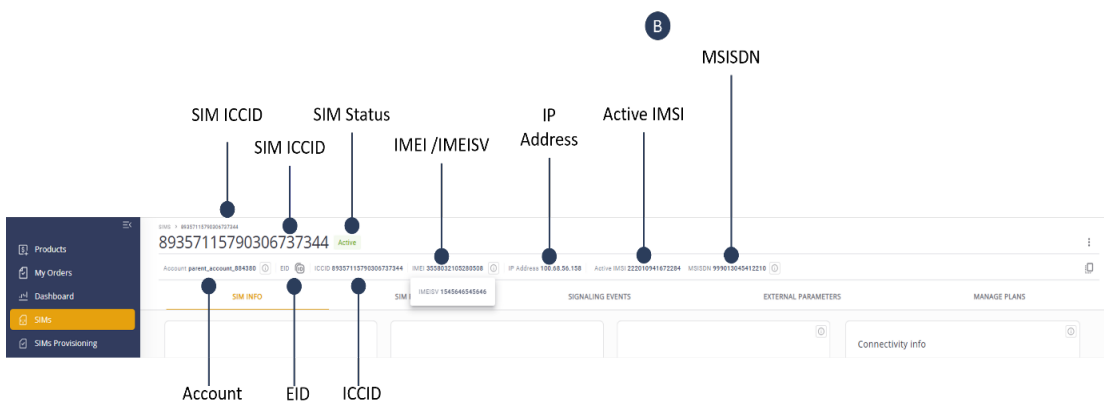 B
MSISDN
SIM ICCID
SIM Status
SIM ICCID
IMEI /IMEISV
IP
Address
Active IMSI
SIMS > 89357115790306737344
89357115790306737344 Active
Products
My Orders
Dashboard
SIMs
SIMs Provisioning
Account parent_account_884380 EID ICCID 89357115790306737344 IMEI 3558032105280508 IP Address 100.68.56.158 Active IMSI 222010941672284 MSISDN 999013045412210
IMEISV 1545646545646
SIM INFO
SIM
SIGNALING EVENTS
EXTERNAL PARAMETERS
MANAGE PLANS
Connectivity info
Account
EID
ICCID